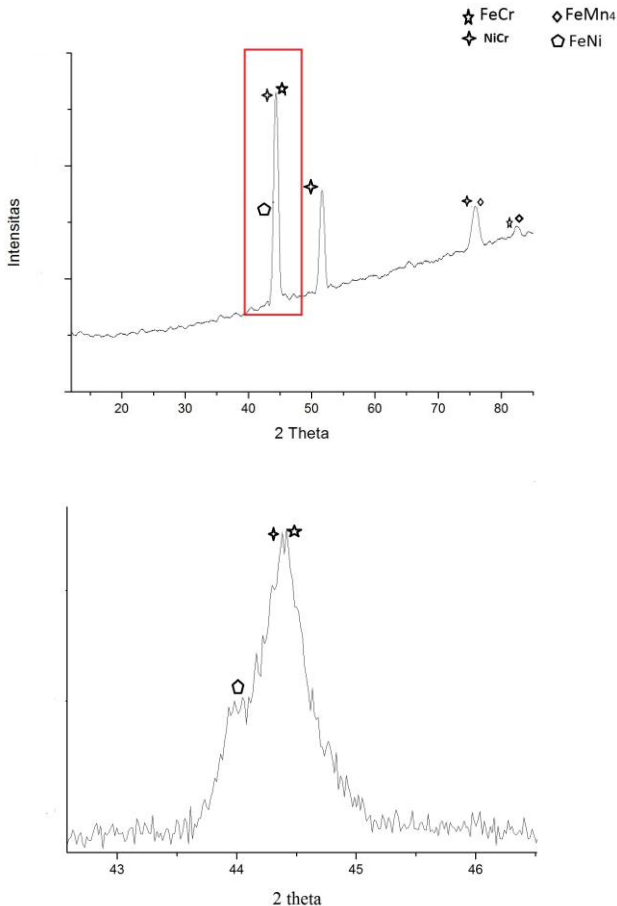 FeCr FeMn4
NiCr FeNi
Intensitas
20 30 40 50 60 70 80
2 Theta
43 44 45 46
2 theta